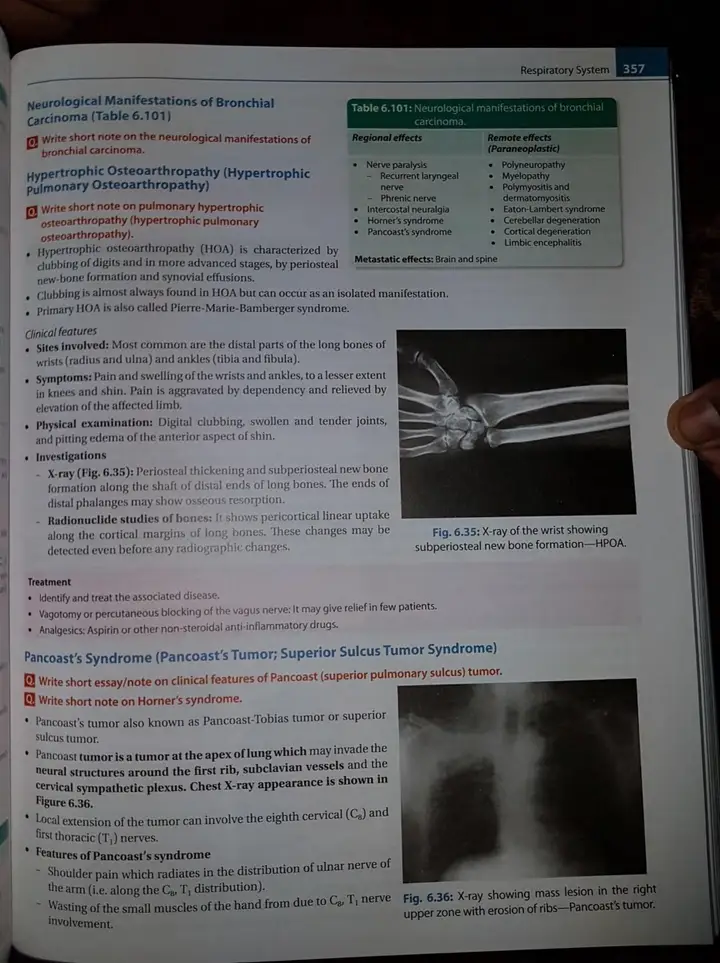 Respiratory System 357
Neurological Manifestations of Bronchial
Carcinoma (Table 6.101)
Q Write short note on the neurological manifestations of
bronchial carcinoma.
Hypertrophic Osteoarthropathy (Hypertrophic
Pulmonary Osteoarthropathy)
Q Write short note on pulmonary hypertrophic
osteoarthropathy (hypertrophic pulmonary
osteoarthropathy).
• Hypertrophic osteoarthropathy (HOA) is characterized by
clubbing of digits and in more advanced stages, by periosteal
new-bone formation and synovial effusions.
• Clubbing is almost always found in HOA but can occur as an isolated manifestation.
• Primary HOA is also called Pierre-Marie-Bamberger syndrome.
Table 6.101: Neurological manifestations of bronchial
carcinoma.
Regional effects
• Nerve paralysis
– Recurrent laryngeal
nerve
– Phrenic nerve
• Intercostal neuralgia
• Horner's syndrome
• Pancoast's syndrome
Remote effects
(Paraneoplastic)
• Polyneuropathy
• Myelopathy
• Polymyositis and
dermatomyositis
• Eaton-Lambert syndrome
• Cerebellar degeneration
• Cortical degeneration
• Limbic encephalitis
Metastatic effects: Brain and spine
Clinical features
• Sites involved: Most common are the distal parts of the long bones of
wrists (radius and ulna) and ankles (tibia and fibula).
• Symptoms: Pain and swelling of the wrists and ankles, to a lesser extent
in knees and shin. Pain is aggravated by dependency and relieved by
elevation of the affected limb.
• Physical examination: Digital clubbing, swollen and tender joints,
and pitting edema of the anterior aspect of shin.
• Investigations
– X-ray (Fig. 6.35): Periosteal thickening and subperiosteal new bone
formation along the shaft of distal ends of long bones. The ends of
distal phalanges may show osseous resorption.
– Radionuclide studies of bones: It shows pericortical linear uptake
along the cortical margins of long bones. These changes may be
detected even before any radiographic changes.
Fig. 6.35: X-ray of the wrist showing
subperiosteal new bone formation—HPOA.
Treatment
• Identify and treat the associated disease.
• Vagotomy or percutaneous blocking of the vagus nerve: It may give relief in few patients.
• Analgesics: Aspirin or other non-steroidal anti-inflammatory drugs.
Pancoast's Syndrome (Pancoast's Tumor; Superior Sulcus Tumor Syndrome)
Q Write short essay/note on clinical features of Pancoast (superior pulmonary sulcus) tumor.
Q Write short note on Horner's syndrome.
• Pancoast's tumor also known as Pancoast-Tobias tumor or superior
sulcus tumor.
• Pancoast tumor is a tumor at the apex of lung which may invade the
neural structures around the first rib, subclavian vessels and the
cervical sympathetic plexus. Chest X-ray appearance is shown in
Figure 6.36.
• Local extension of the tumor can involve the eighth cervical (C8) and
first thoracic (T1) nerves.
• Features of Pancoast's syndrome
– Shoulder pain which radiates in the distribution of ulnar nerve of
the arm (i.e. along the C8, T1 distribution).
– Wasting of the small muscles of the hand from due to C8, T1 nerve
involvement.
Fig. 6.36: X-ray showing mass lesion in the right
upper zone with erosion of ribs—Pancoast's tumor.